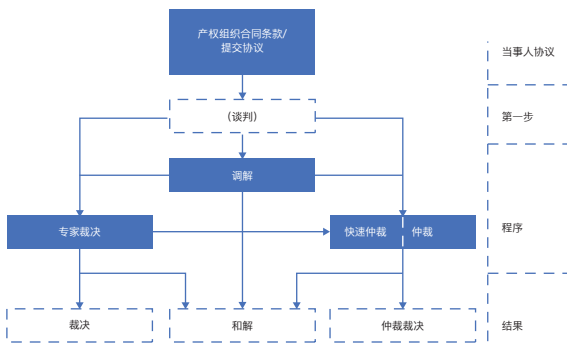 产权组织合同条款/
提交协议
当事人协议
(谈判)
第一步
调解
专家裁决
快速仲裁
仲裁
程序
裁决
和解
仲裁裁决
结果